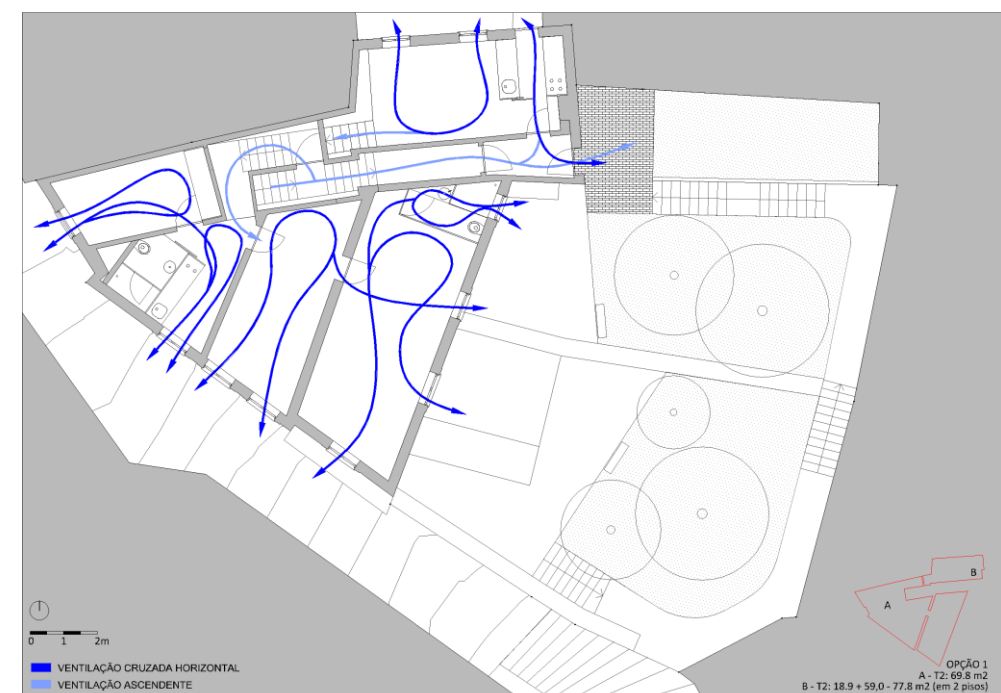 B
A
0 1 2m
VENTILAÇÃO CRUZADA HORIZONTAL
VENTILAÇÃO ASCENDENTE
OPÇÃO 1
A - T2: 69.8 m2
B - T2: 18.9 + 59,0 - 77.8 m2 (em 2 pisos)